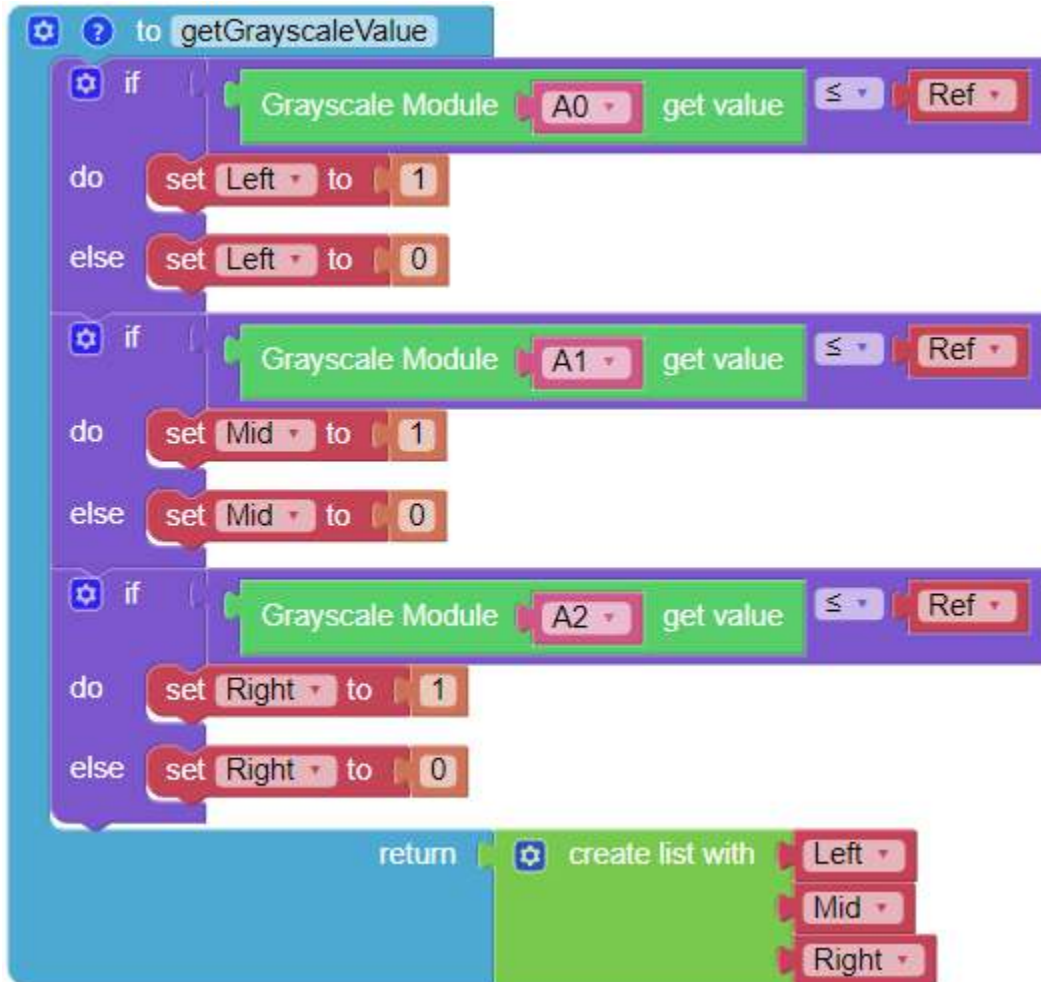 to getGrayscaleValue
if Grayscale Module A0 get value ≤ Ref
do set Left to 1
else set Left to 0
if Grayscale Module A1 get value ≤ Ref
do set Mid to 1
else set Mid to 0
if Grayscale Module A2 get value ≤ Ref
do set Right to 1
else set Right to 0
return create list with Left
Mid
Right